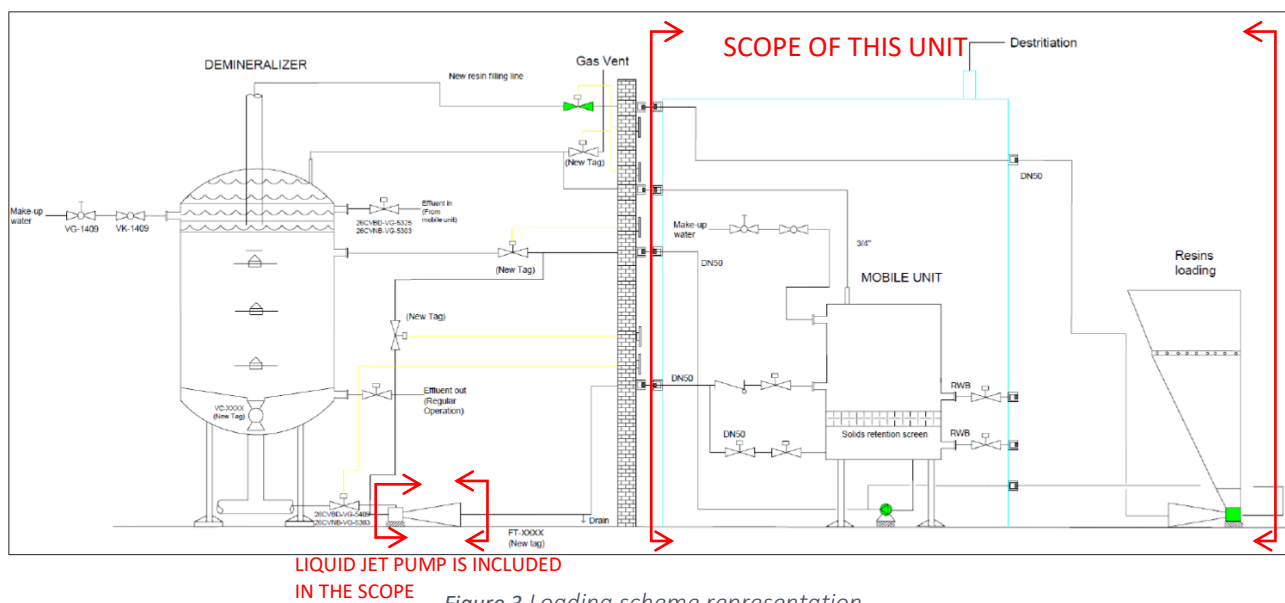 SCOPE OF THIS UNIT
Destritiation
Gas Vent
DEMINERALIZER
New resin filling line
(New Tag)
DN50
Make-up
water
VG-1409
VK-1409
Effluent in
(From
mobile unit)
26CVBD-VG-5325
26CVNB-VG-5303
Make-up
water
3/4"
Resins
loading
(New Tag)
DN50
MOBILE UNIT
(New Tag)
DN50
Effluent out
(Regular
Operation)
RWB
VC-XXXX
(New Tag)
DN50
Solids retention screen
RWB
26CVBD-VG-5409
26CVNB-VG-5383
Drain
FT-XXXX
(New tag)
LIQUID JET PUMP IS INCLUDED
IN THE SCOPE
Figure 3 Loading scheme representation